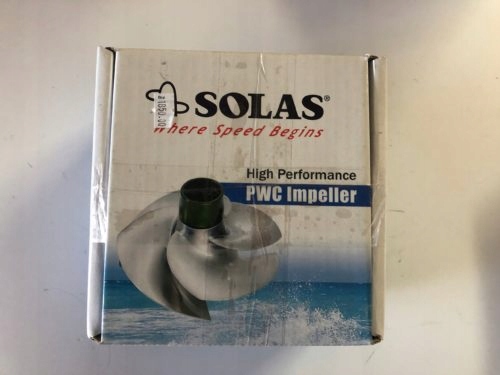 SOLAS®
Where Speed Begins
High Performance
PWC Impeller